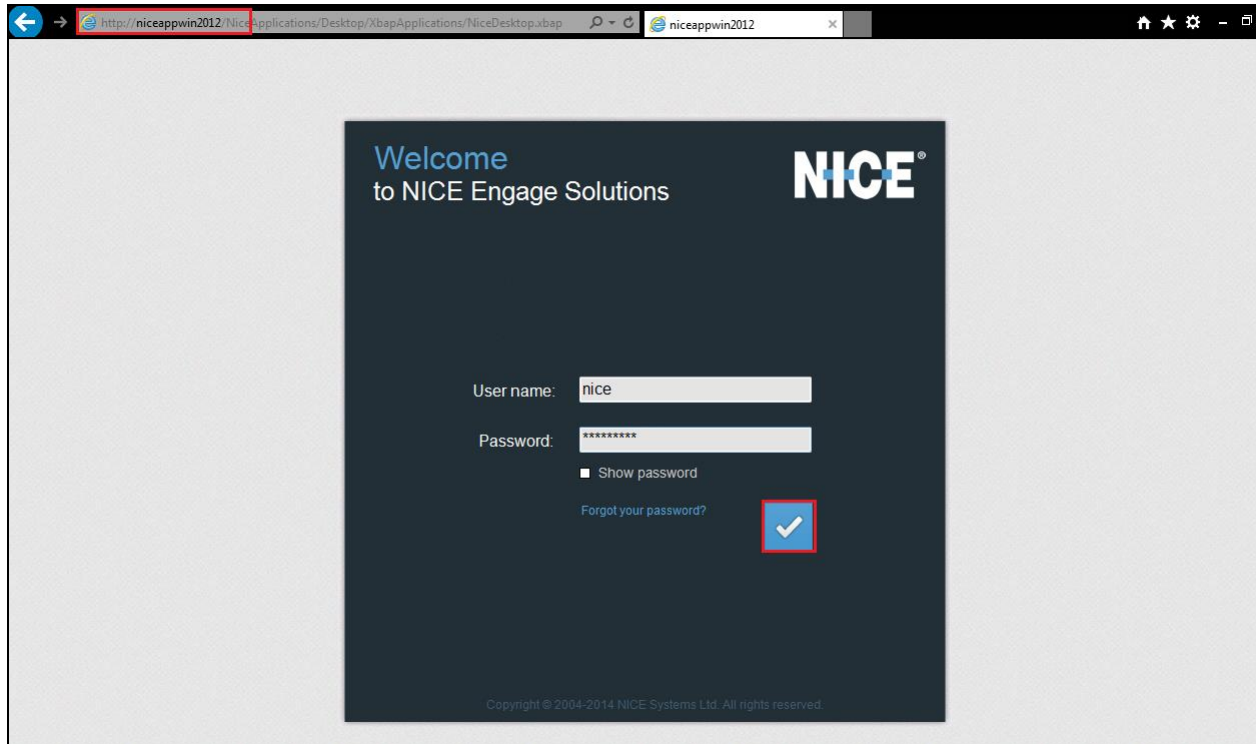 http://niceappwin2012/NiceApplications/Desktop/XbapApplications/NiceDesktop.xbap
niceappwin2012
Welcome
to NICE Engage Solutions
NICE®
User name:
nice
Password:
*********
Show password
Forgot your password?
Copyright © 2004-2014 NICE Systems Ltd. All rights reserved.